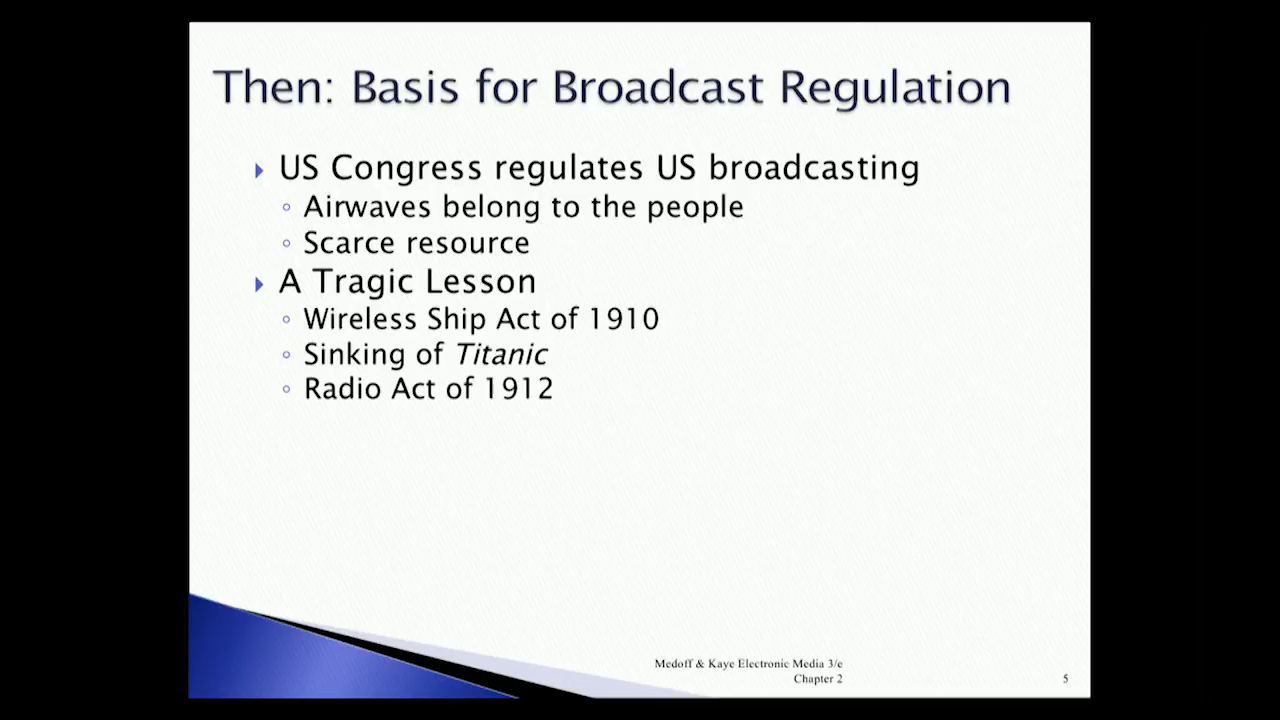 Then: Basis for Broadcast Regulation
US Congress regulates US broadcasting
Airwaves belong to the people
Scarce resource
A Tragic Lesson
Wireless Ship Act of 1910
Sinking of Titanic
Radio Act of 1912
Medoff & Kaye Electronic Media 3/e
Chapter 2
5